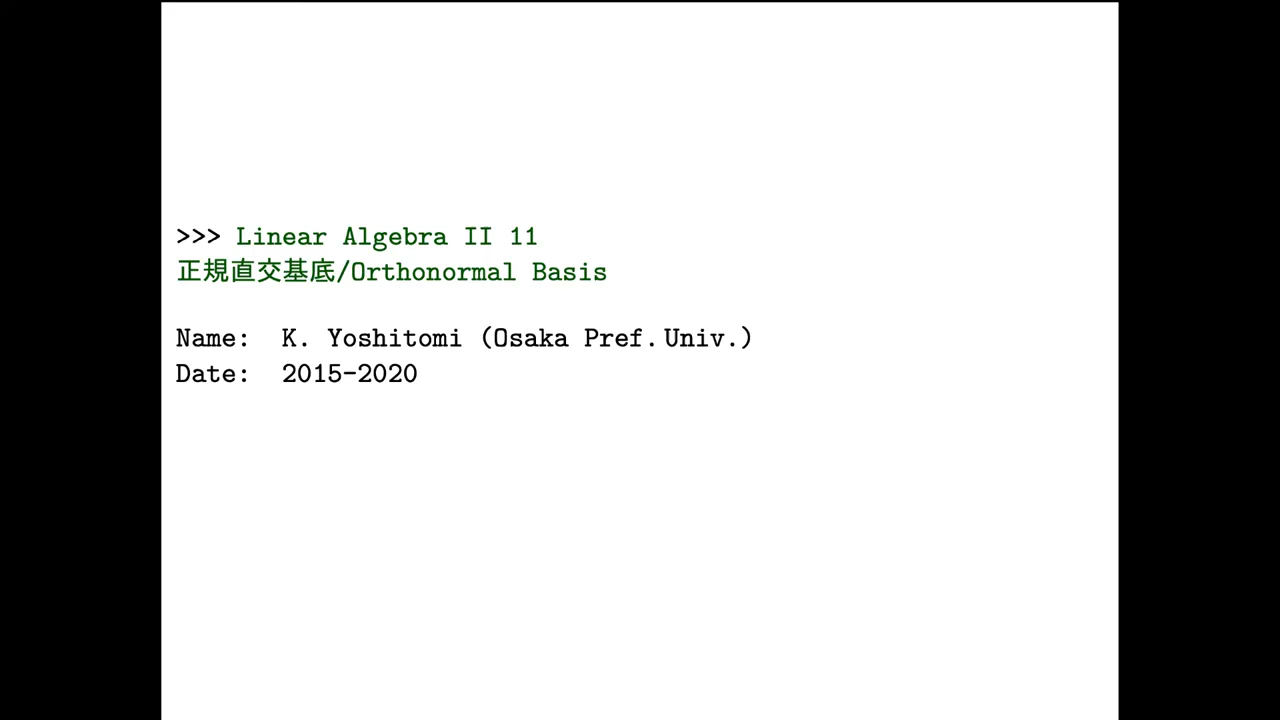 >>> Linear Algebra II 11
正規直交基底/Orthonormal Basis
Name: K. Yoshitomi (Osaka Pref. Univ.)
Date: 2015-2020